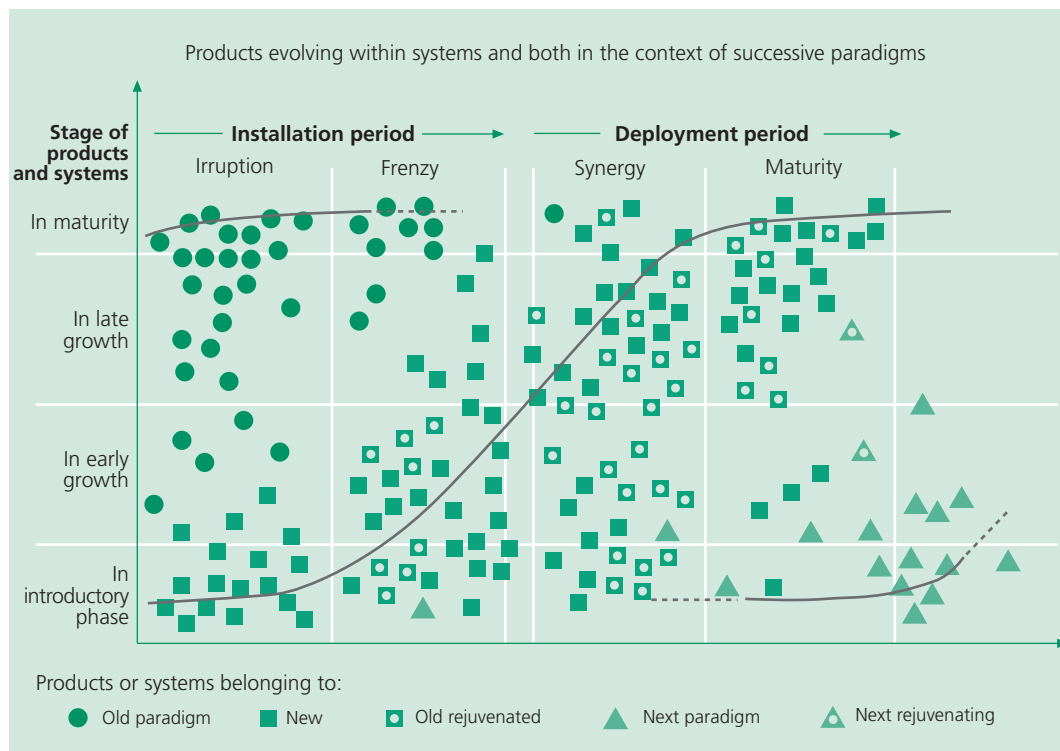 Products evolving within systems and both in the context of successive paradigms
Stage of
products
and systems
Installation period
Deployment period
Irruption
Frenzy
Synergy
Maturity
In maturity
In late
growth
In early
growth
In
introductory
phase
Products or systems belonging to:
Old paradigm
New
Old rejuvenated
Next paradigm
Next rejuvenating